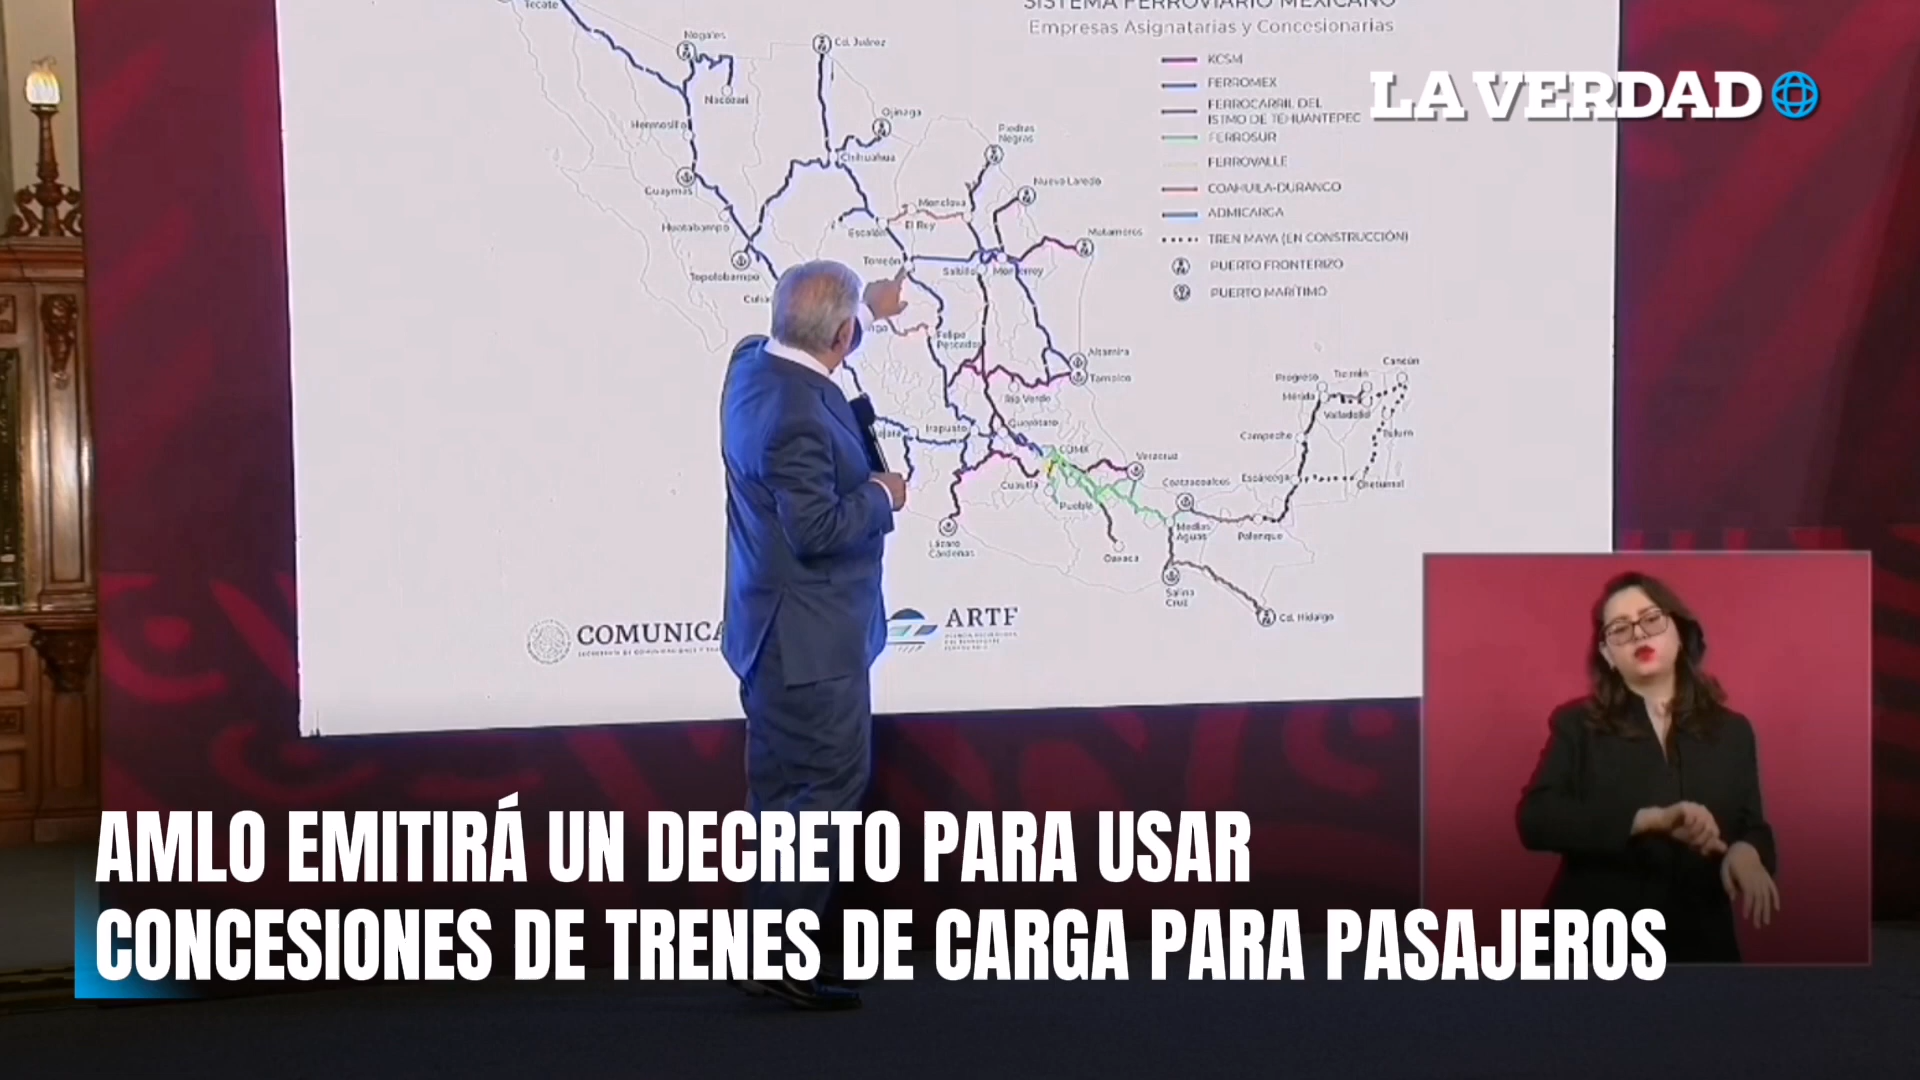 SISTEMA FERROVIARIO MEXICANO
Empresas Asignatarias y Concesionarias
KCSM
FERROMEX
FERROCARRIL DEL
ISTMO DE TEHUANTEPEC
FERROSUR
FERROVALLE
COAHUILA-DURANGO
ADMICARGA
TREN MAYA (EN CONSTRUCCIÓN)
PUERTO FRONTERIZO
PUERTO MARÍTIMO
LA VERDAD
Tecate
Nogales
Cd. Juárez
Nacozari
Hermosillo
Ojinaga
Piedras
Negras
Chihuahua
Guaymas
Nuevo Laredo
Monclova
Huatabampo
Escalón
El Rey
Matamoros
Torreón
Saltillo
Monterrey
Topolobampo
Felipe
Pescador
Altamira
Tampico
Río Verde
Irapuato
Querétaro
CDMX
Veracruz
Cuautla
Puebla
Coatzacoalcos
Lázaro
Cárdenas
Oaxaca
Medias
Aguas
Palenque
Salina
Cruz
Cd. Hidalgo
Cancún
Progreso
Tizimín
Mérida
Valladolid
Campeche
Tulum
Escárcega
Chetumal
COMUNICA
ARTF
AMLO EMITIRÁ UN DECRETO PARA USAR
CONCESIONES DE TRENES DE CARGA PARA PASAJEROS